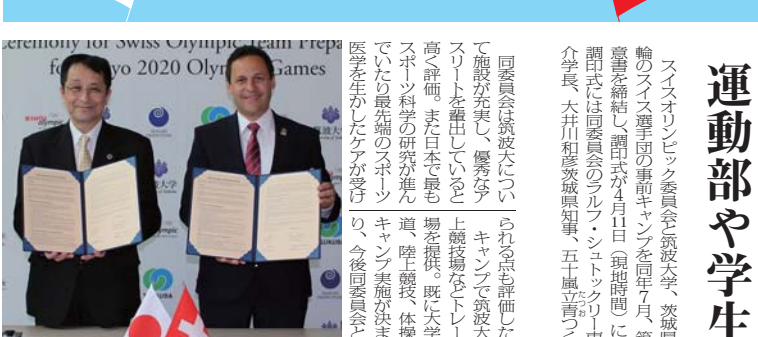 運動部や学生
スイスオリンピック委員会と筑波大学、茨城県
輪のスイス選手団の事前キャンプを同年7月、
意書を締結し、調印式が4月11日（現地時間）に
調印式には同委員会のラルフ・シュトックリー
介学長、大井川和彦茨城県知事、五十嵐立青つく
たつお
同委員会は筑波大につい
て施設が充実し、優秀なア
スリートを輩出していると
高く評価。また日本で最も
スポーツ科学の研究が進ん
でいたり最先端のスポーツ
医学を生かしたケアが受け
られる点も評価した
キャンプで筑波大
上競技場などトレー
場を提供。既に大学
道、陸上競技、体操
キャンプ実施が決ま
り、今後同委員会と
Ceremony for Swiss Olympic Team Prepa
2020 Olympic Games